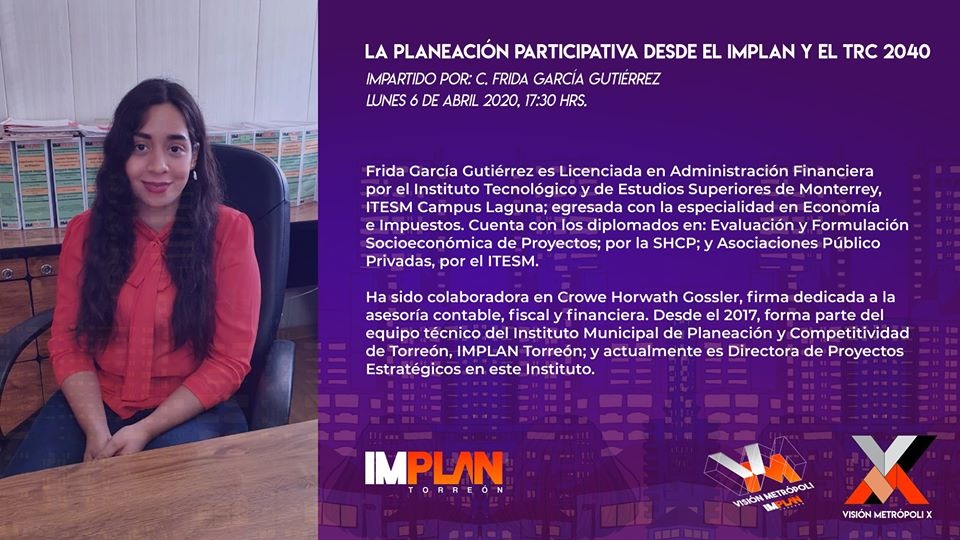 LA PLANEACIÓN PARTICIPATIVA DESDE EL IMPLAN Y EL TRC 2040
IMPARTIDO POR: C. FRIDA GARCÍA GUTIÉRREZ
LUNES 6 DE ABRIL 2020, 17:30 HRS.
Frida García Gutiérrez es Licenciada en Administración Financiera
por el Instituto Tecnológico y de Estudios Superiores de Monterrey,
ITESM Campus Laguna; egresada con la especialidad en Economía
e Impuestos. Cuenta con los diplomados en: Evaluación y Formulación
Socioeconómica de Proyectos; por la SHCP; y Asociaciones Público
Privadas, por el ITESM.
Ha sido colaboradora en Crowe Horwath Gossler, firma dedicada a la
asesoría contable, fiscal y financiera. Desde el 2017, forma parte del
equipo técnico del Instituto Municipal de Planeación y Competitividad
de Torreón, IMPLAN Torreón; y actualmente es Directora de Proyectos
Estratégicos en este Instituto.
IMPLAN
TORREÓN
VISIÓN METRÓPOLI
IMPLAN
VISIÓN METRÓPOLI X